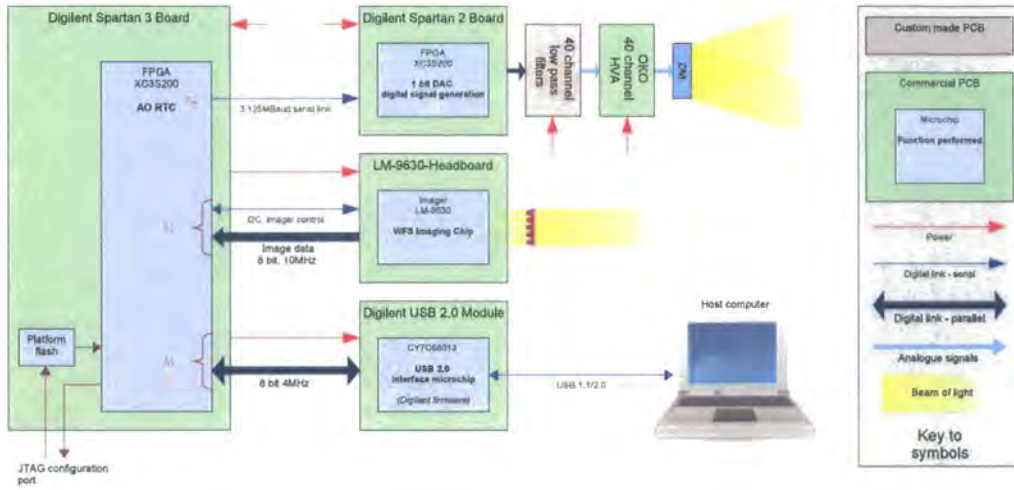 Digilent Spartan 3 Board
FPGA
XC3S200
AO RTC
3.125MBaud serial link
I2C Imager control
Image data
8 bit, 10MHz
8 bit 4MHz
Platform
flash
JTAG configuration
port
Digilent Spartan 2 Board
FPGA
XC3S200
1 bit DAC
digital signal generation
40 channel
low pass
filters
OKO
40 channel
HVA
DM
LM-9630-Headboard
Imager
LM-9630
WFS Imaging Chip
Digilent USB 2.0 Module
CY7C68013
USB 2.0
interface microchip
(Digilent firmware)
USB 1.1/2.0
Host computer
Custom made PCB
Commercial PCB
Microchip
Function performed
Power
Digital link - serial
Digital link - parallel
Analogue signals
Beam of light
Key to
symbols